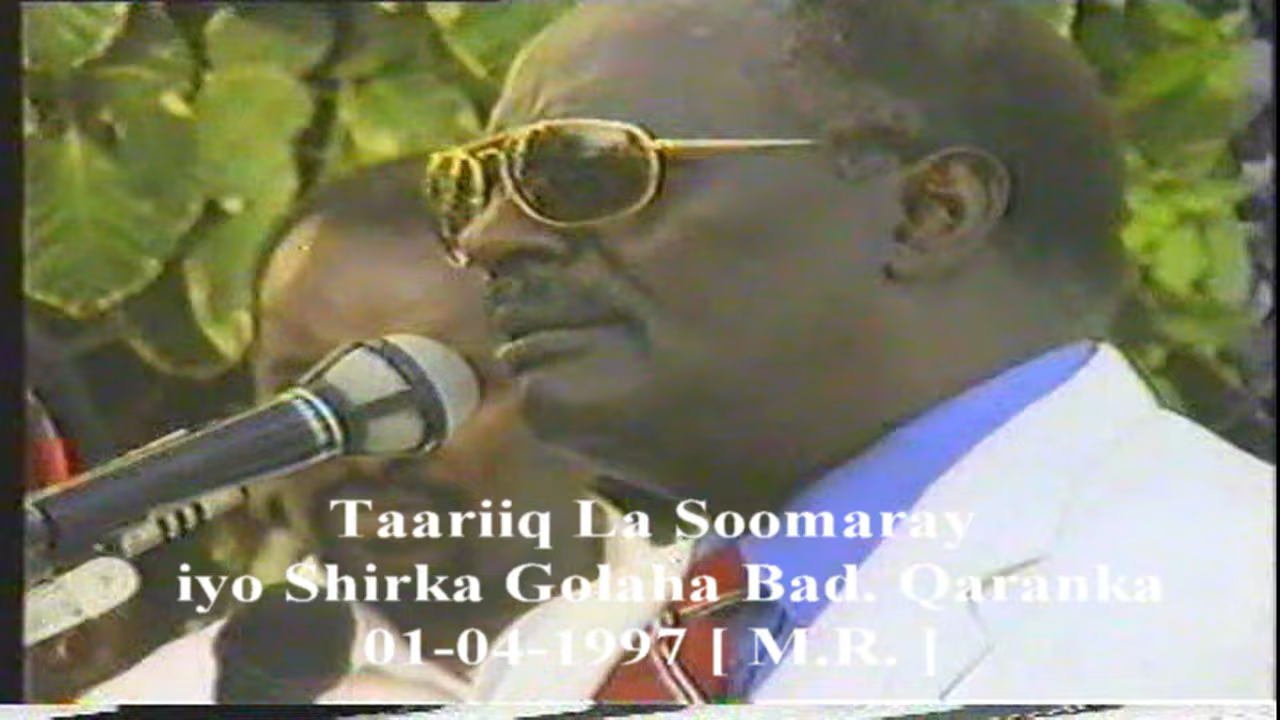 Taariiq La Soomaray
iyo Shirka Golaha Bad. Qaranka
01-04-1997 [ M.R. ]